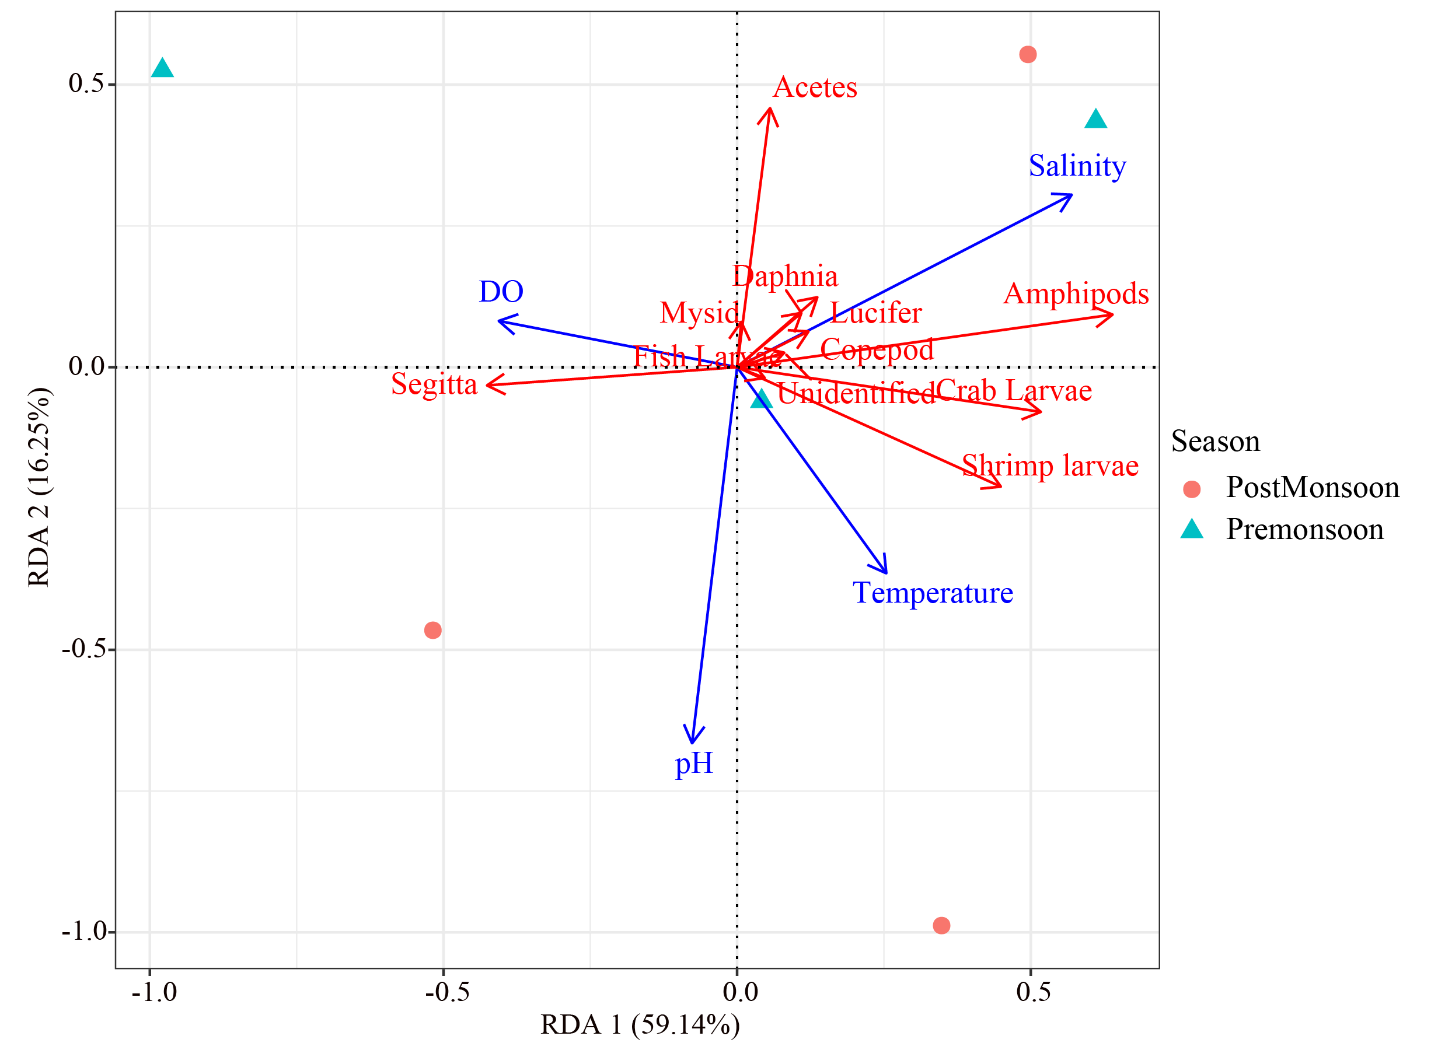 0.5
0.0
-0.5
-1.0
RDA 2 (16.25%)
Acetes
Salinity
Daphnia
DO
Amphipods
Mysid
Lucifer
Fish Larvae
Copepod
Segitta
Unidentified
Crab Larvae
Shrimp larvae
Temperature
pH
-1.0
-0.5
0.0
0.5
RDA 1 (59.14%)
Season
PostMonsoon
Premonsoon